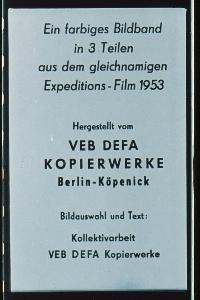 Ein farbiges Bildband
in 3 Teilen
aus dem gleichnamigen
Expeditions-Film 1953
Hergestellt vom
VEB DEFA
KOPIERWERKE
Berlin-Köpenick
Bildauswahl und Text:
Kollektivarbeit
VEB DEFA Kopierwerke